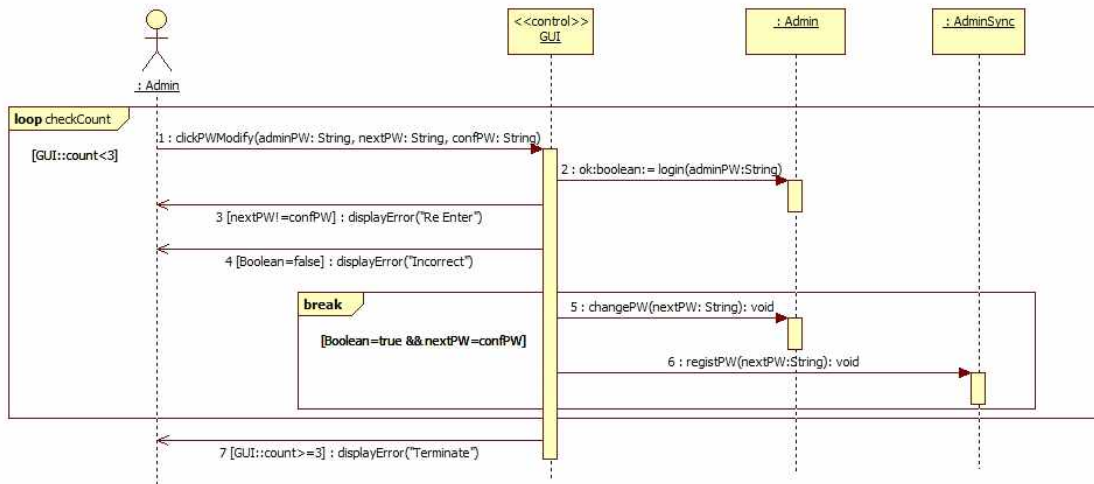 <<control>>
GUI
: Admin
: AdminSync
: Admin
loop checkCount
1 : clickPWModify(adminPW: String, nextPW: String, confPW: String)
[GUI::count<3]
2 : ok:boolean:= login(adminPW:String)
3 [nextPW!=confPW] : displayError("Re Enter")
4 [Boolean=false] : displayError("Incorrect")
break
5 : changePW(nextPW: String): void
[Boolean=true && nextPW=confPW]
6 : registPW(nextPW:String): void
7 [GUI::count>=3] : displayError("Terminate")